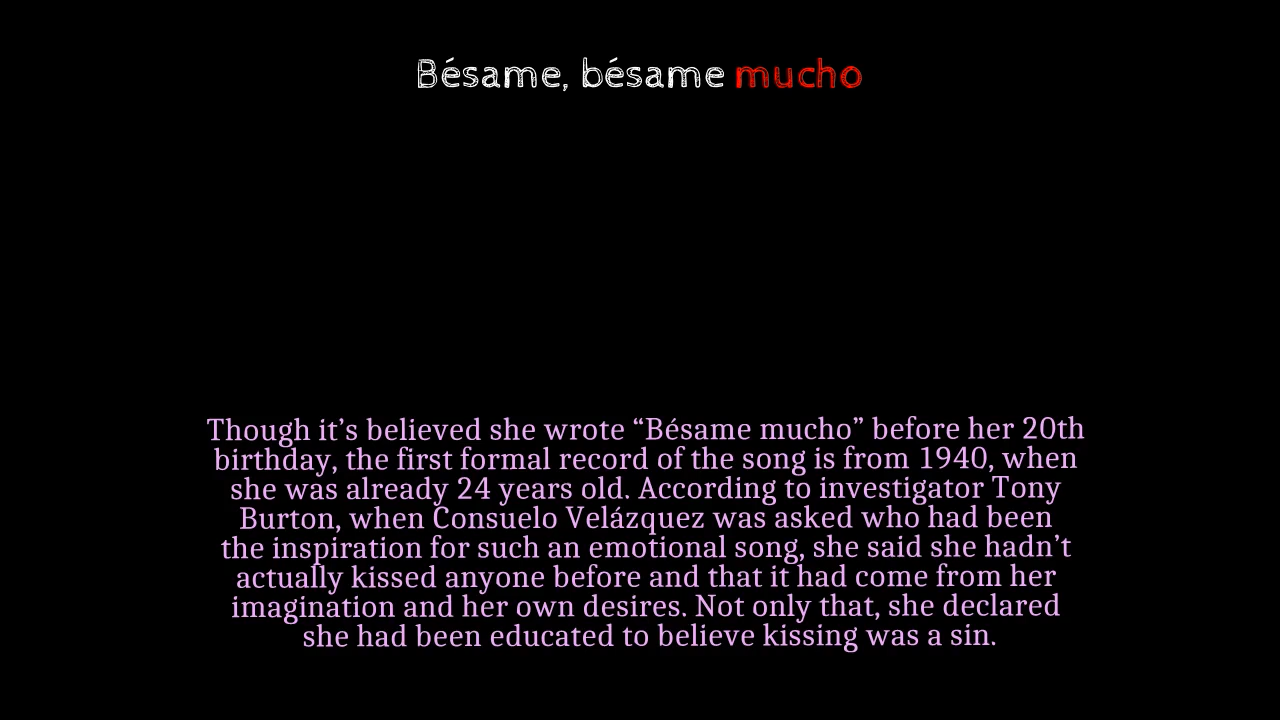 Bésame, bésame mucho
Though it’s believed she wrote “Bésame mucho” before her 20th
birthday, the first formal record of the song is from 1940, when
she was already 24 years old. According to investigator Tony
Burton, when Consuelo Velázquez was asked who had been
the inspiration for such an emotional song, she said she hadn’t
actually kissed anyone before and that it had come from her
imagination and her own desires. Not only that, she declared
she had been educated to believe kissing was a sin.